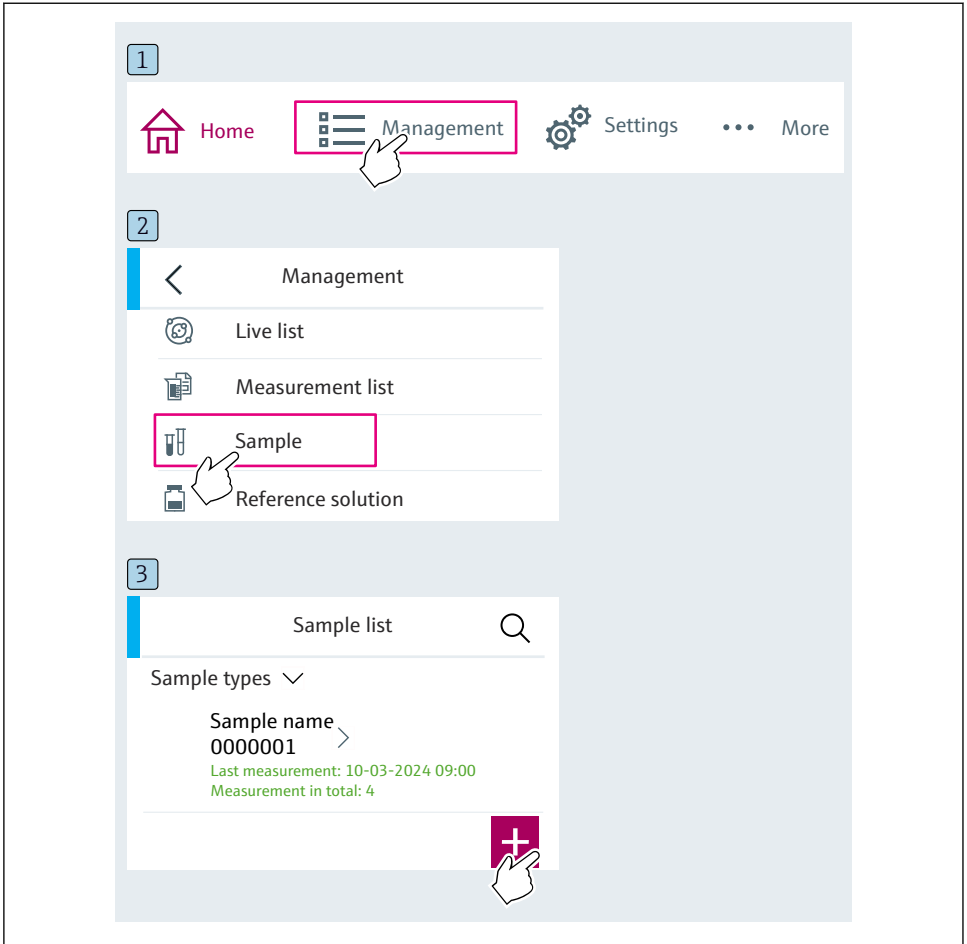 1
Home Management Settings More
2
Management
Live list
Measurement list
Sample
Reference solution
3
Sample list
Sample types
Sample name
0000001
Last measurement: 10-03-2024 09:00
Measurement in total: 4